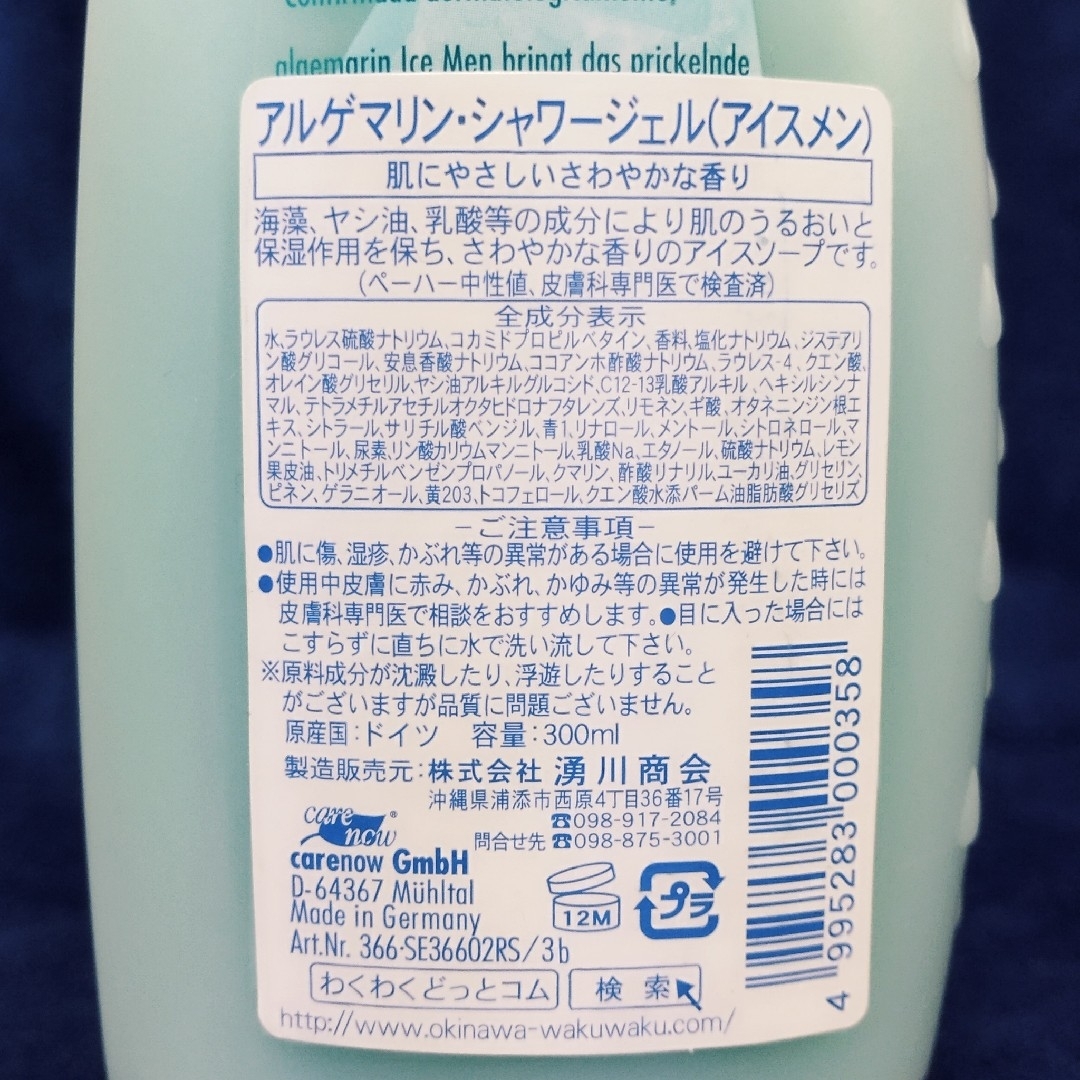 algemarin Ice Men bringt das prickelnde
アルゲマリン・シャワージェル(アイスメン)
肌にやさしいさわやかな香り
海藻、ヤシ油、乳酸等の成分により肌のうるおいと
保湿作用を保ち、さわやかな香りのアイスソープです。
(ペーハー中性値、皮膚科専門医で検査済)
全成分表示
水、ラウレス硫酸ナトリウム、コカミドプロピルベタイン、香料、塩化ナトリウム、ジステアリ
ン酸グリコール、安息香酸ナトリウム、ココアンホ酢酸ナトリウム、ラウレス-4、クエン酸、
オレイン酸グリセリル、ヤシ油アルキルグルコシド、C12-13乳酸アルキル、ヘキシルシンナ
マル、テトラメチルアセチルオクタヒドロナフタレンズ、リモネン、ギ酸、オタネニンジン根エ
キス、シトラール、サリチル酸ベンジル、青1、リナロール、メントール、シトロネロール、マ
ンニトール、尿素、リン酸カリウムマンニトール、乳酸Na、エタノール、硫酸ナトリウム、レモン
果皮油、トリメチルベンゼンプロパノール、クマリン、酢酸リナリル、ユーカリ油、グリセリン、
ピネン、ゲラニオール、黄203、トコフェロール、クエン酸水添パーム油脂肪酸グリセリズ
－ご注意事項－
●肌に傷、湿疹、かぶれ等の異常がある場合に使用を避けて下さい。
●使用中皮膚に赤み、かぶれ、かゆみ等の異常が発生した時には
皮膚科専門医で相談をおすすめします。●目に入った場合には
こすらずに直ちに水で洗い流して下さい。
※原料成分が沈澱したり、浮遊したりすること
がございますが品質に問題ございません。
原産国：ドイツ 容量：300ml
製造販売元：株式会社 湧川商会
沖縄県浦添市西原4丁目36番17号
☎098-917-2084
問合せ先 ☎098-875-3001
care now®
carenow GmbH
D-64367 Mühltal
Made in Germany
Art.Nr. 366-SE36602RS/3b
12M
プラ
わくわくどっとコム 検索
http://www.okinawa-wakuwaku.com/
4 995283 000358